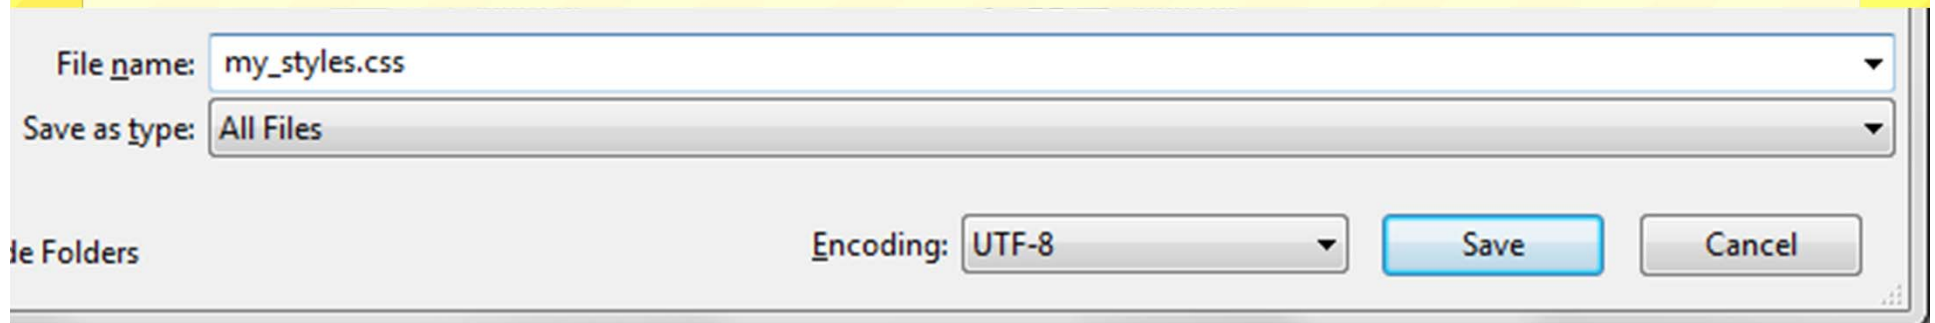 File name: my_styles.css
Save as type: All Files
de Folders Encoding: UTF-8 Save Cancel